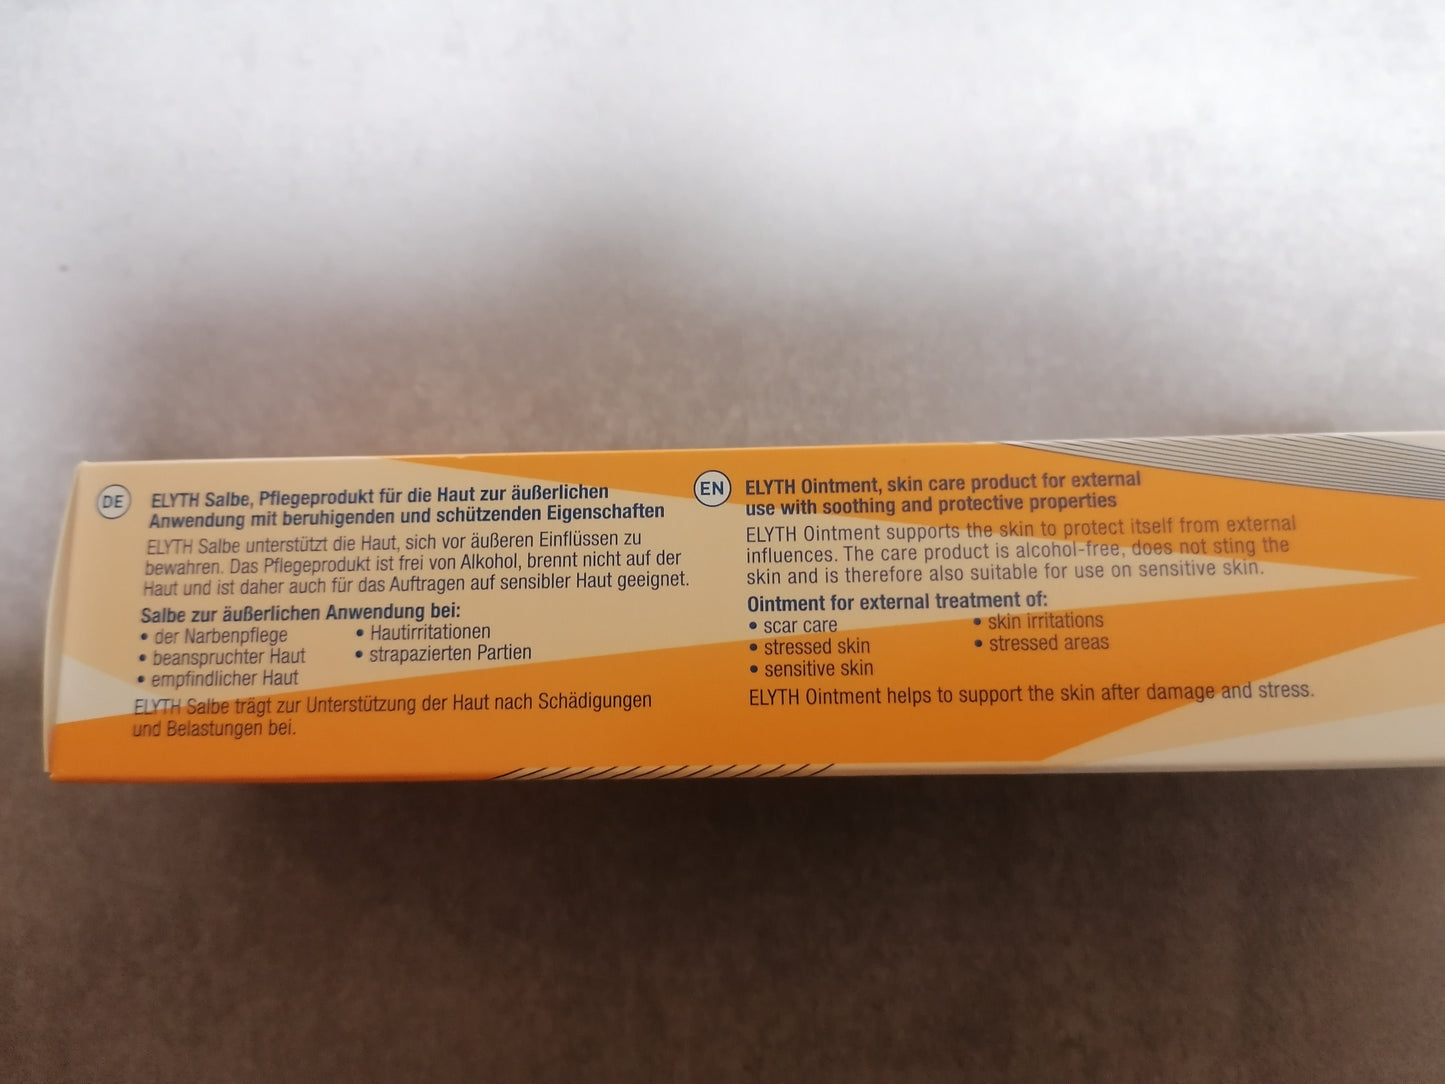 DE
ELYTH Salbe, Pflegeprodukt für die Haut zur äußerlichen
Anwendung mit beruhigenden und schützenden Eigenschaften
ELYTH Salbe unterstützt die Haut, sich vor äußeren Einflüssen zu
bewahren. Das Pflegeprodukt ist frei von Alkohol, brennt nicht auf der
Haut und ist daher auch für das Auftragen auf sensibler Haut geeignet.
Salbe zur äußerlichen Anwendung bei:
• der Narbenpflege
• beanspruchter Haut
• empfindlicher Haut
• Hautirritationen
• strapazierten Partien
ELYTH Salbe trägt zur Unterstützung der Haut nach Schädigungen
und Belastungen bei.
EN
ELYTH Ointment, skin care product for external
use with soothing and protective properties
ELYTH Ointment supports the skin to protect itself from external
influences. The care product is alcohol-free, does not sting the
skin and is therefore also suitable for use on sensitive skin.
Ointment for external treatment of:
• scar care
• stressed skin
• sensitive skin
• skin irritations
• stressed areas
ELYTH Ointment helps to support the skin after damage and stress.